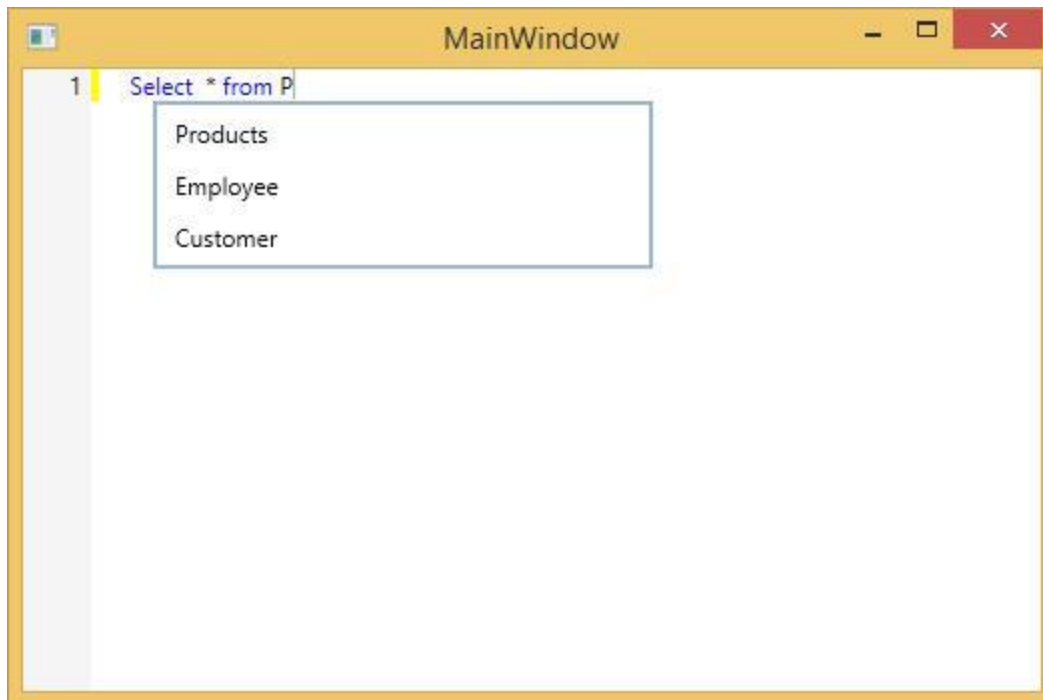 MainWindow
1 Select * from P
Products
Employee
Customer